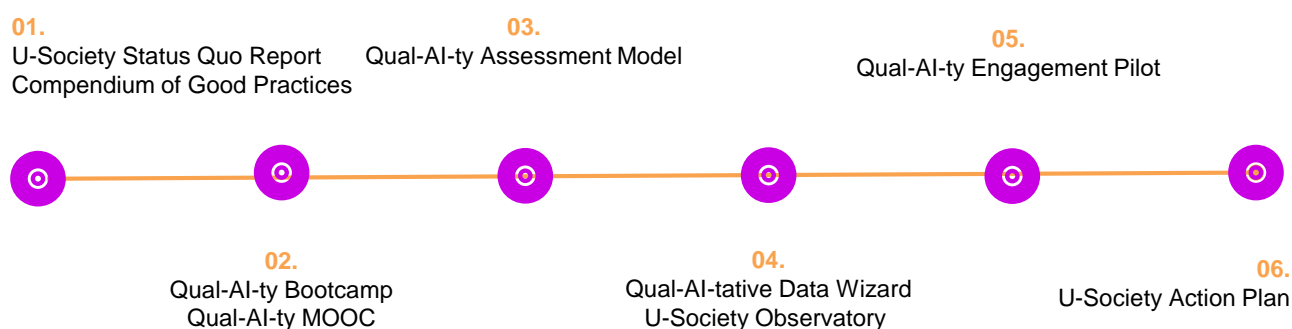 01.
U-Society Status Quo Report
Compendium of Good Practices
02.
Qual-AI-ty Bootcamp
Qual-AI-ty MOOC
03.
Qual-AI-ty Assessment Model
04.
Qual-AI-tative Data Wizard
U-Society Observatory
05.
Qual-AI-ty Engagement Pilot
06.
U-Society Action Plan